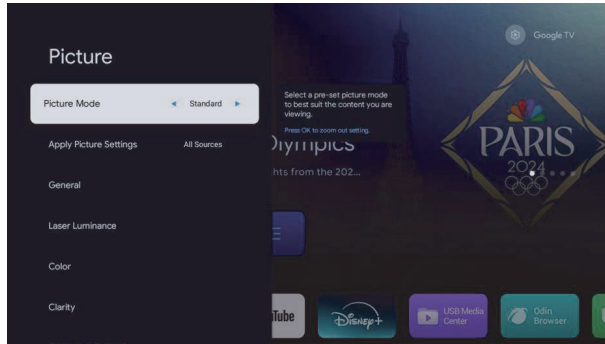 Google TV
Picture
Picture Mode
Standard
Select a pre-set picture mode
to best suit the content you are
viewing.
Press OK to zoom out setting.
Apply Picture Settings
All Sources
lympics
hts from the 202...
PARIS
2024
General
Laser Luminance
Color
Clarity
Tube
Disney+
USB Media
Center
Odin
Browser